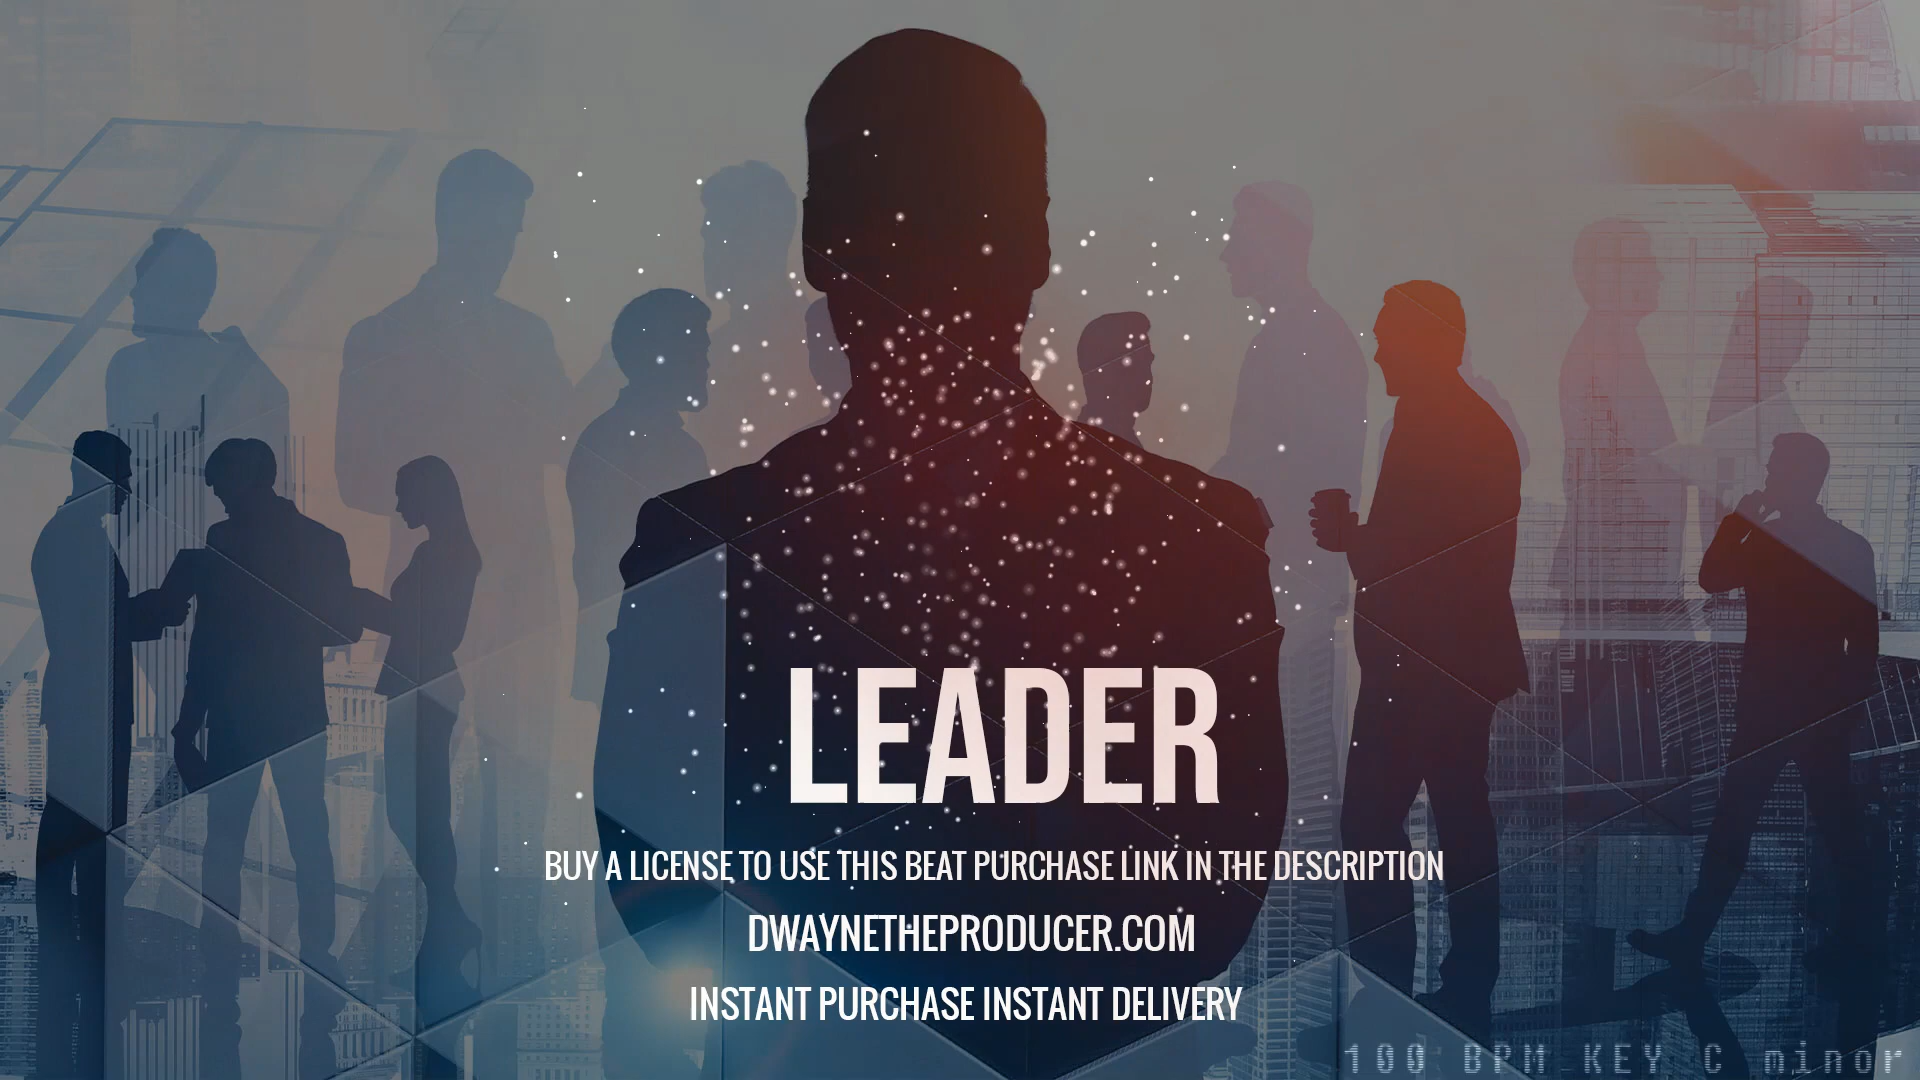 LEADER
BUY A LICENSE TO USE THIS BEAT PURCHASE LINK IN THE DESCRIPTION
DWAYNETHEPRODUCER.COM
INSTANT PURCHASE INSTANT DELIVERY
100 BPM KEY C minor